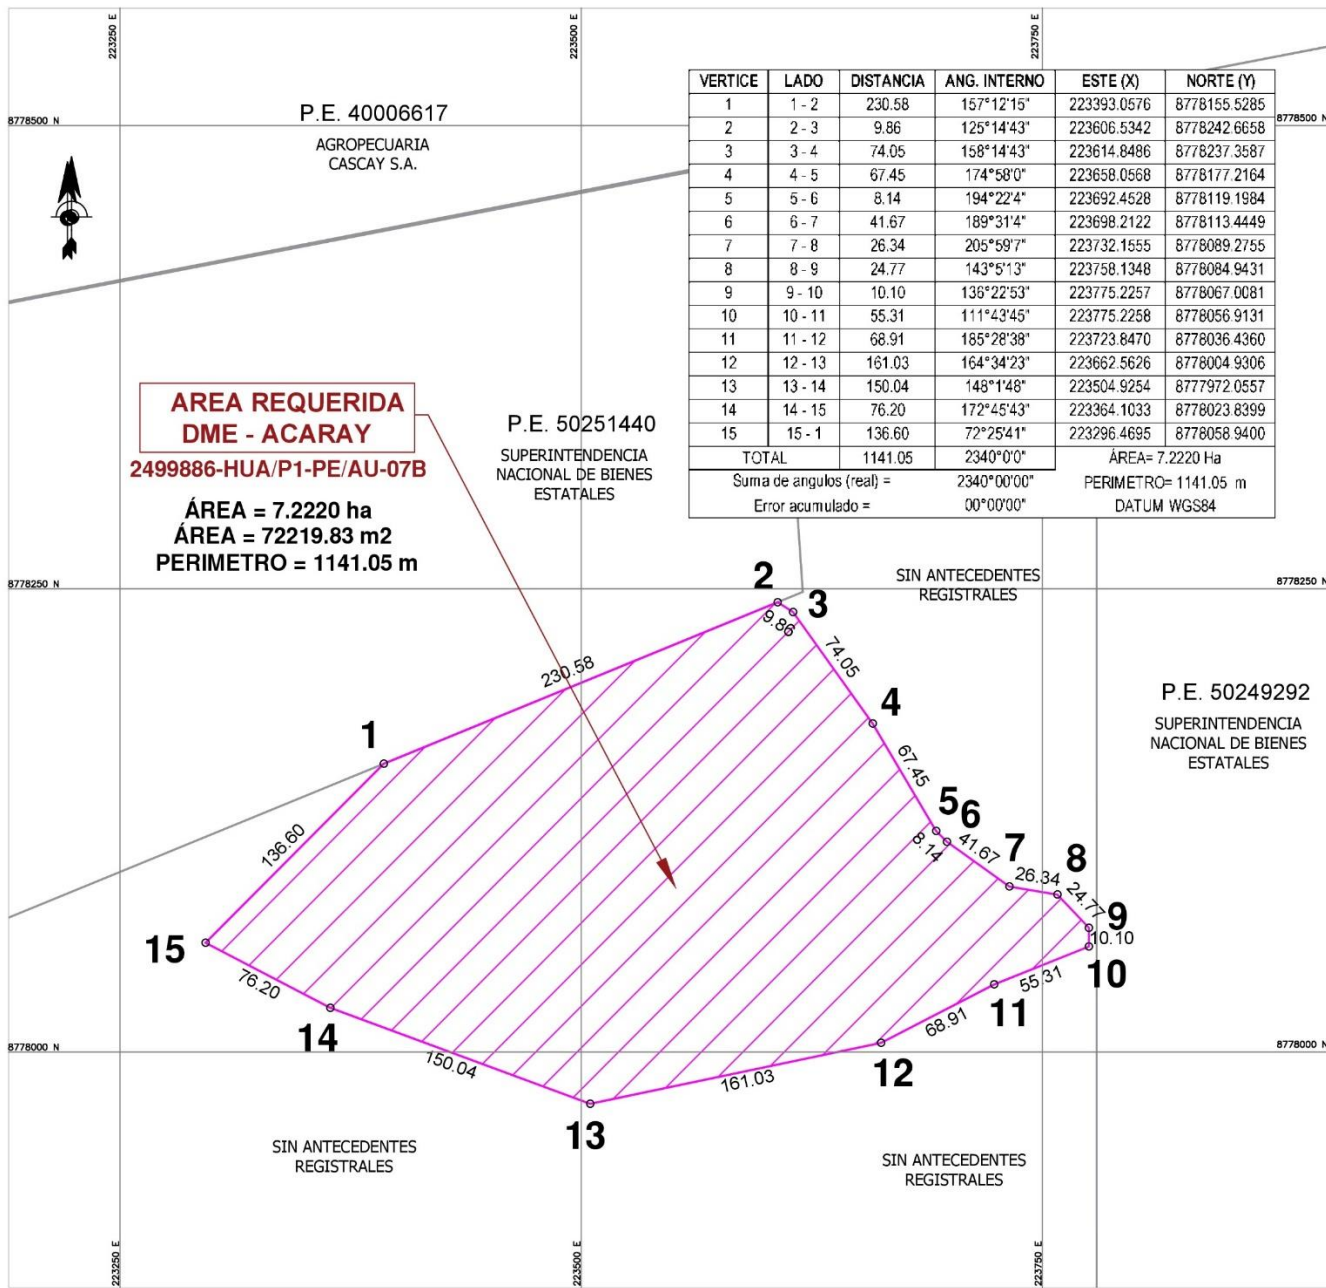 223250 E
223500 E
223750 E
P.E. 40006617
AGROPECUARIA
CASCAY S.A.
8778500 N
8778500 N
VERTICE LADO DISTANCIA ANG. INTERNO ESTE (X) NORTE (Y)
1 1 - 2 230.58 157°12'15" 223393.0576 8778155.5285
2 2 - 3 9.86 125°14'43" 223606.5342 8778242.6658
3 3 - 4 74.05 158°14'43" 223614.8486 8778237.3587
4 4 - 5 67.45 174°58'0" 223658.0568 8778177.2164
5 5 - 6 8.14 194°22'4" 223692.4528 8778119.1984
6 6 - 7 41.67 189°31'4" 223698.2122 8778113.4449
7 7 - 8 26.34 205°59'7" 223732.1555 8778089.2755
8 8 - 9 24.77 143°5'13" 223758.1348 8778084.9431
9 9 - 10 10.10 136°22'53" 223775.2257 8778067.0081
10 10 - 11 55.31 111°43'45" 223775.2258 8778056.9131
11 11 - 12 68.91 185°28'38" 223723.8470 8778036.4360
12 12 - 13 161.03 164°34'23" 223662.5626 8778004.9306
13 13 - 14 150.04 148°1'48" 223504.9254 8777972.0557
14 14 - 15 76.20 172°45'43" 223364.1033 8778023.8399
15 15 - 1 136.60 72°25'41" 223296.4695 8778058.9400
TOTAL 1141.05 2340°0'0" ÁREA= 7.2220 Ha
Suma de angulos (real) = 2340°00'00" PERIMETRO= 1141.05 m
Error acumulado = 00°00'00" DATUM WGS84
AREA REQUERIDA
DME - ACARAY
2499886-HUA/P1-PE/AU-07B
ÁREA = 7.2220 ha
ÁREA = 72219.83 m2
PERIMETRO = 1141.05 m
P.E. 50251440
SUPERINTENDENCIA
NACIONAL DE BIENES
ESTATALES
8778250 N
8778250 N
SIN ANTECEDENTES
REGISTRALES
2
3
9.86
74.05
230.58
P.E. 50249292
SUPERINTENDENCIA
NACIONAL DE BIENES
ESTATALES
4
1
67.45
5
6
136.60
8.14
41.67
7
26.34
8
24.77
9
10.10
10
15
76.20
55.31
11
14
68.91
12
8778000 N
8778000 N
150.04
161.03
13
SIN ANTECEDENTES
REGISTRALES
SIN ANTECEDENTES
REGISTRALES
223250 E
223500 E
223750 E